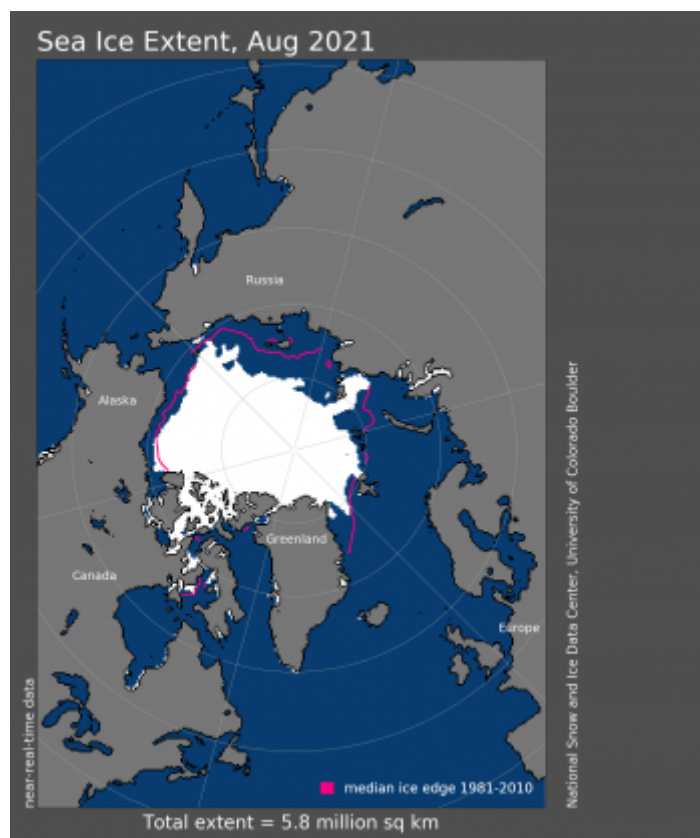 Sea Ice Extent, Aug 2021
Russia
Alaska
Greenland
Canada
Europe
near-real-time data
median ice edge 1981-2010
Total extent = 5.8 million sq km
National Snow and Ice Data Center, University of Colorado Boulder